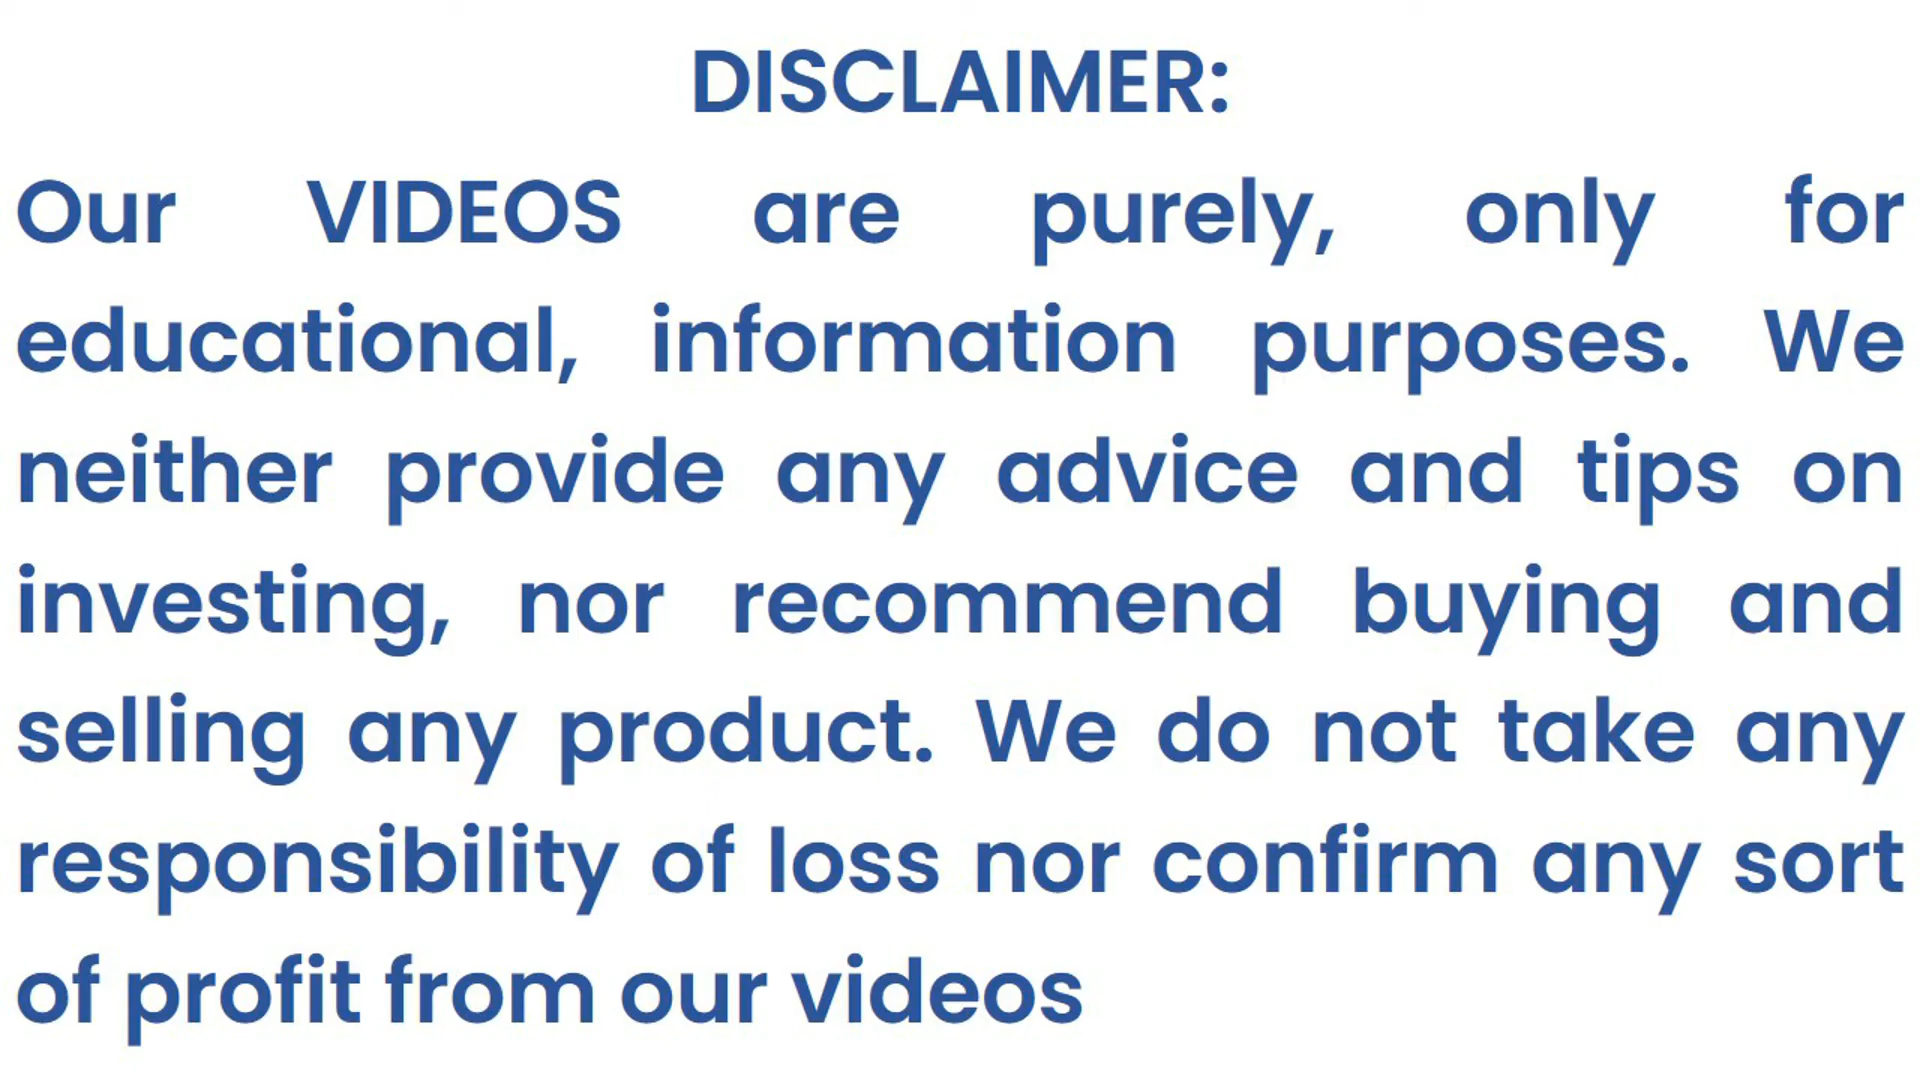 DISCLAIMER:
Our VIDEOS are purely, only for
educational, information purposes. We
neither provide any advice and tips on
investing, nor recommend buying and
selling any product. We do not take any
responsibility of loss nor confirm any sort
of profit from our videos